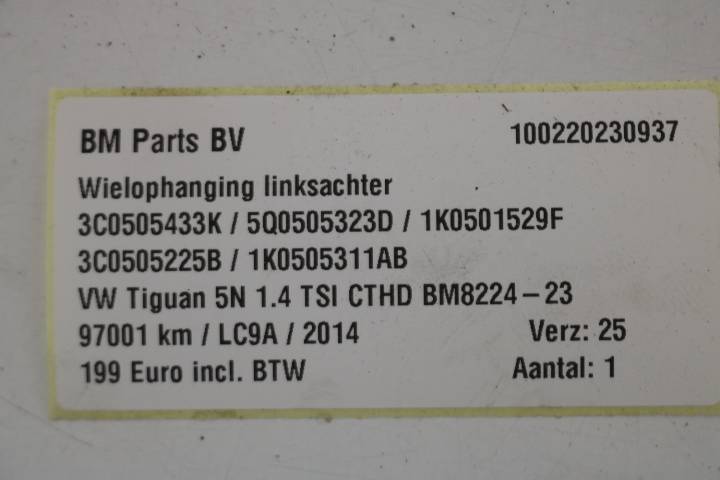 BM Parts BV 100220230937
Wielophanging linksachter
3C0505433K / 5Q0505323D / 1K0501529F
3C0505225B / 1K0505311AB
VW Tiguan 5N 1.4 TSI CTHD BM8224-23
97001 km / LC9A / 2014 Verz: 25
199 Euro incl. BTW Aantal: 1